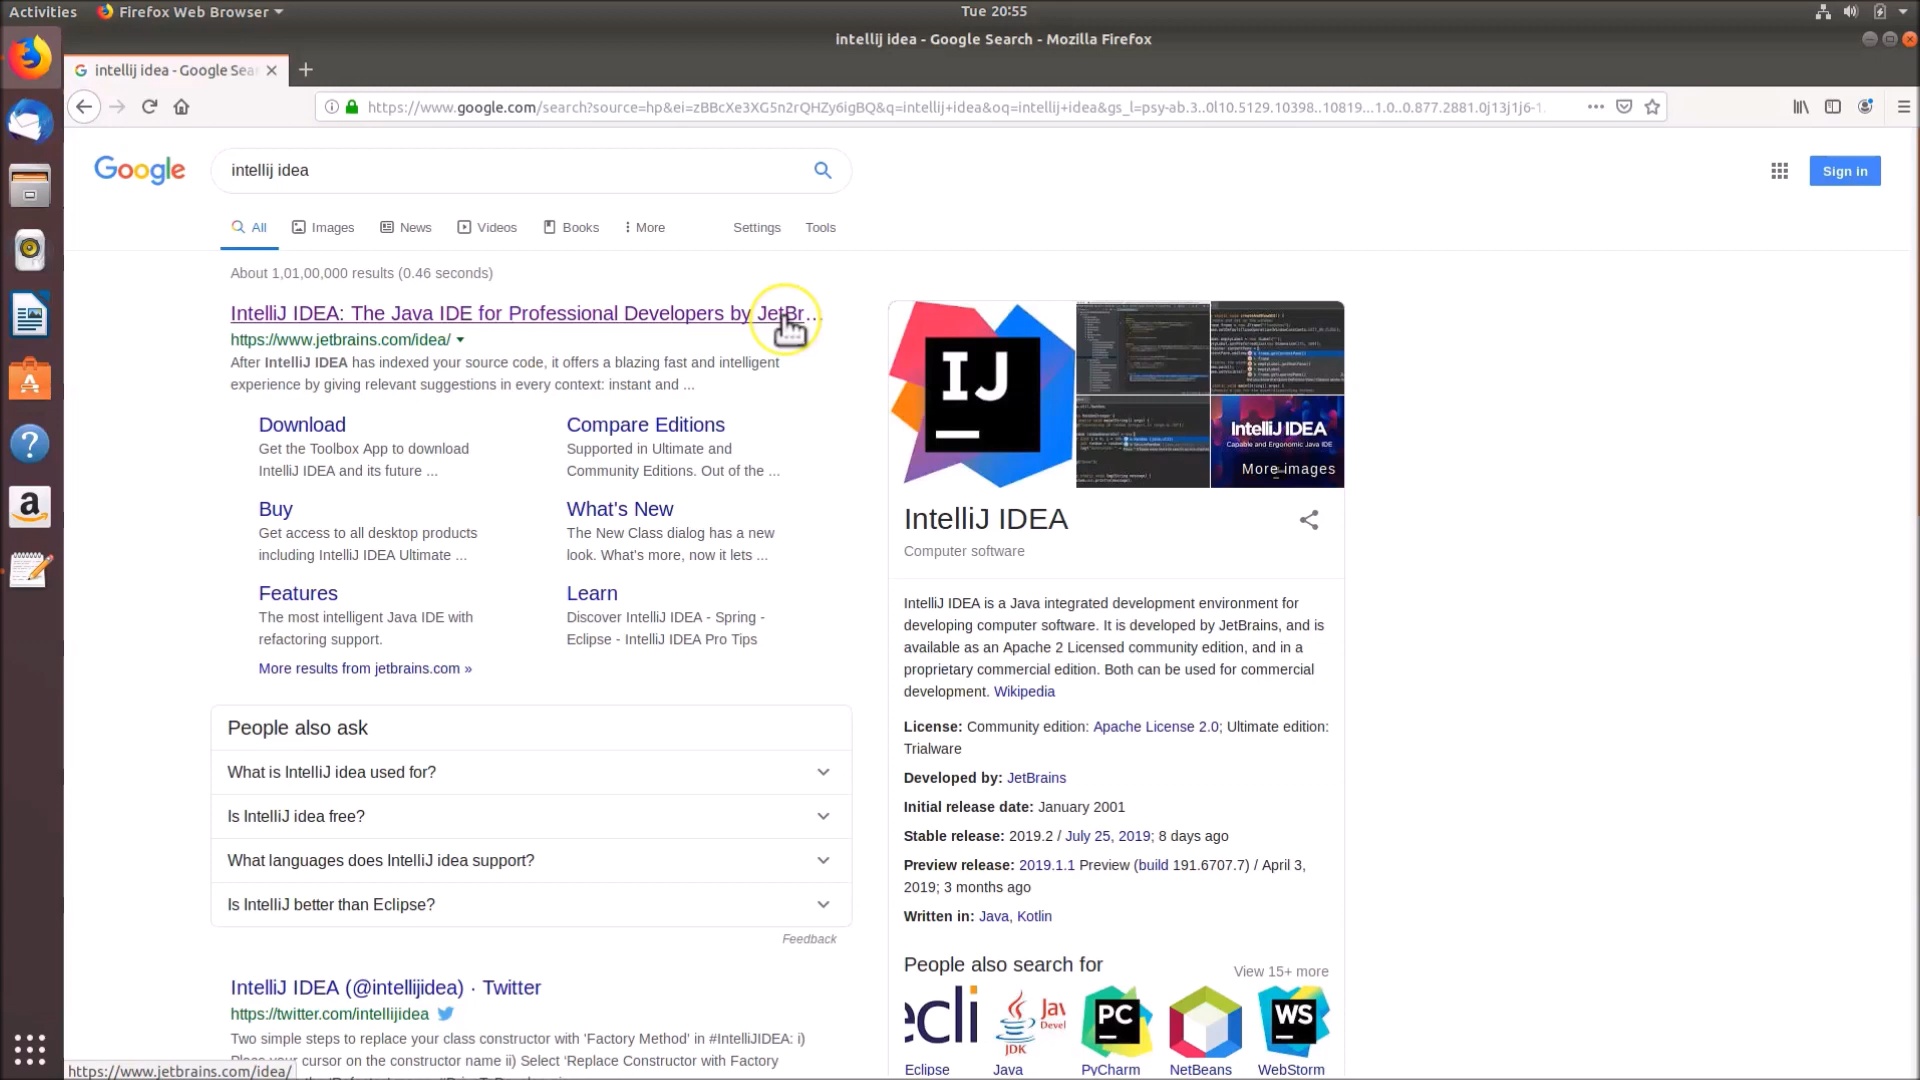 Activities
Firefox Web Browser
Tue 20:55
intellij idea - Google Search - Mozilla Firefox
intellij idea - Google Sea
https://www.google.com/search?source=hp&ei=zBBcXe3XG5n2rQHZy6igBQ&q=intellij+idea&oq=intellij+idea&gs_l=psy-ab.3..0l10.5129.10398..10819...1.0..0.877.2881.0j13j1j6-1.
Google
intellij idea
Sign in
All
Images
News
Videos
Books
More
Settings
Tools
About 1,01,00,000 results (0.46 seconds)
IntelliJ IDEA: The Java IDE for Professional Developers by JetBr...
https://www.jetbrains.com/idea/
After IntelliJ IDEA has indexed your source code, it offers a blazing fast and intelligent
experience by giving relevant suggestions in every context: instant and ...
Download
Get the Toolbox App to download
IntelliJ IDEA and its future ...
Compare Editions
Supported in Ultimate and
Community Editions. Out of the ...
Buy
Get access to all desktop products
including IntelliJ IDEA Ultimate ...
What's New
The New Class dialog has a new
look. What's more, now it lets ...
Features
The most intelligent Java IDE with
refactoring support.
Learn
Discover IntelliJ IDEA - Spring -
Eclipse - IntelliJ IDEA Pro Tips
More results from jetbrains.com »
People also ask
What is IntelliJ idea used for?
Is IntelliJ idea free?
What languages does IntelliJ idea support?
Is IntelliJ better than Eclipse?
Feedback
IntelliJ IDEA (@intellijidea) · Twitter
https://twitter.com/intellijidea
Two simple steps to replace your class constructor with 'Factory Method' in #IntelliJIDEA: i)
Place your cursor on the constructor name ii) Select 'Replace Constructor with Factory
https://www.jetbrains.com/idea/
IJ
IntelliJ IDEA
Capable and Ergonomic Java IDE
More images
IntelliJ IDEA
Computer software
IntelliJ IDEA is a Java integrated development environment for
developing computer software. It is developed by JetBrains, and is
available as an Apache 2 Licensed community edition, and in a
proprietary commercial edition. Both can be used for commercial
development. Wikipedia
License: Community edition: Apache License 2.0; Ultimate edition:
Trialware
Developed by: JetBrains
Initial release date: January 2001
Stable release: 2019.2 / July 25, 2019; 8 days ago
Preview release: 2019.1.1 Preview (build 191.6707.7) / April 3,
2019; 3 months ago
Written in: Java, Kotlin
People also search for
View 15+ more
ecli
Jav
Devel
JDK
PC
WS
Eclipse
Java
PyCharm
NetBeans
WebStorm